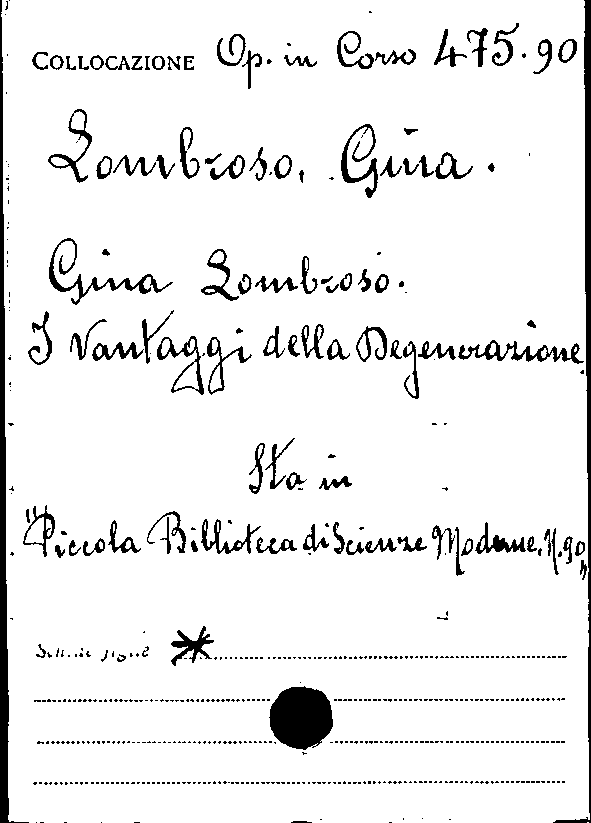 COLLOCAZIONE Op. in Corso 475.90
Lombroso, Gina.
Gina Lombroso.
I Vantaggi della Degenerazione.
Sta in
"Piccola Biblioteca di Scienze Moderne, N. 90"